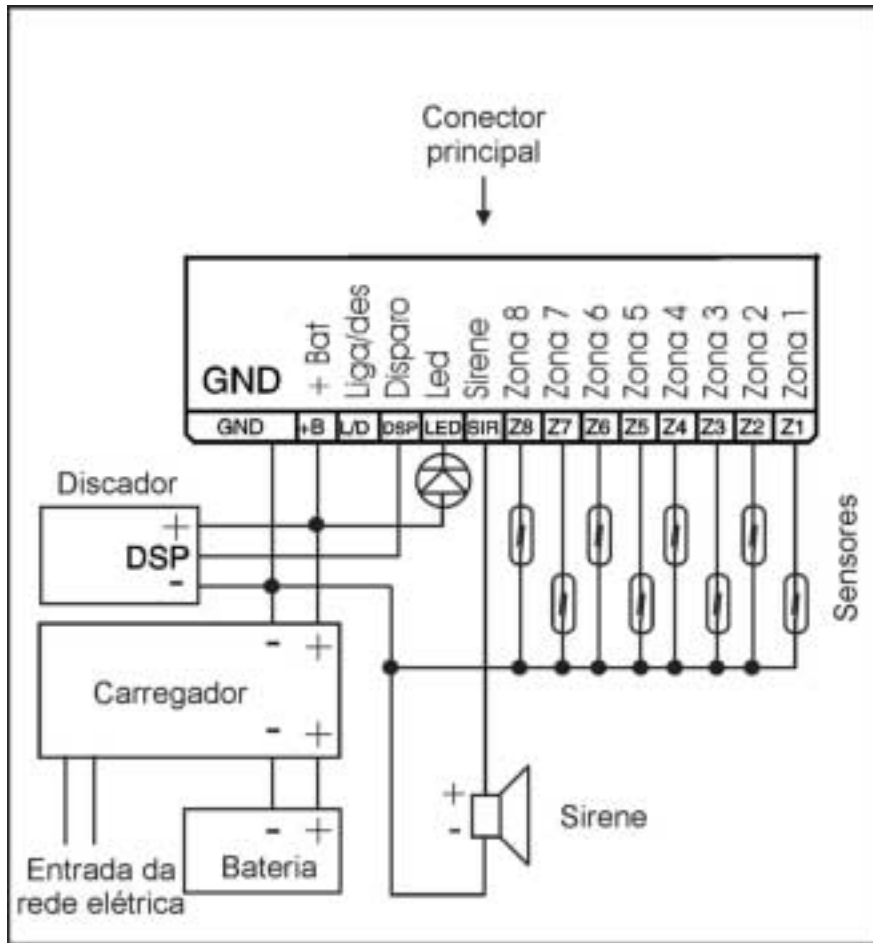 Conector
principal
GND
+ Bat
Liga/des
Disparo
Led
Sirene
Zona 8
Zona 7
Zona 6
Zona 5
Zona 4
Zona 3
Zona 2
Zona 1
GND +B L/D DSP LED SIR Z8 Z7 Z6 Z5 Z4 Z3 Z2 Z1
Discador
+
DSP
-
Sensores
- +
Carregador
- +
+
-
Sirene
- +
Bateria
Entrada da
rede elétrica